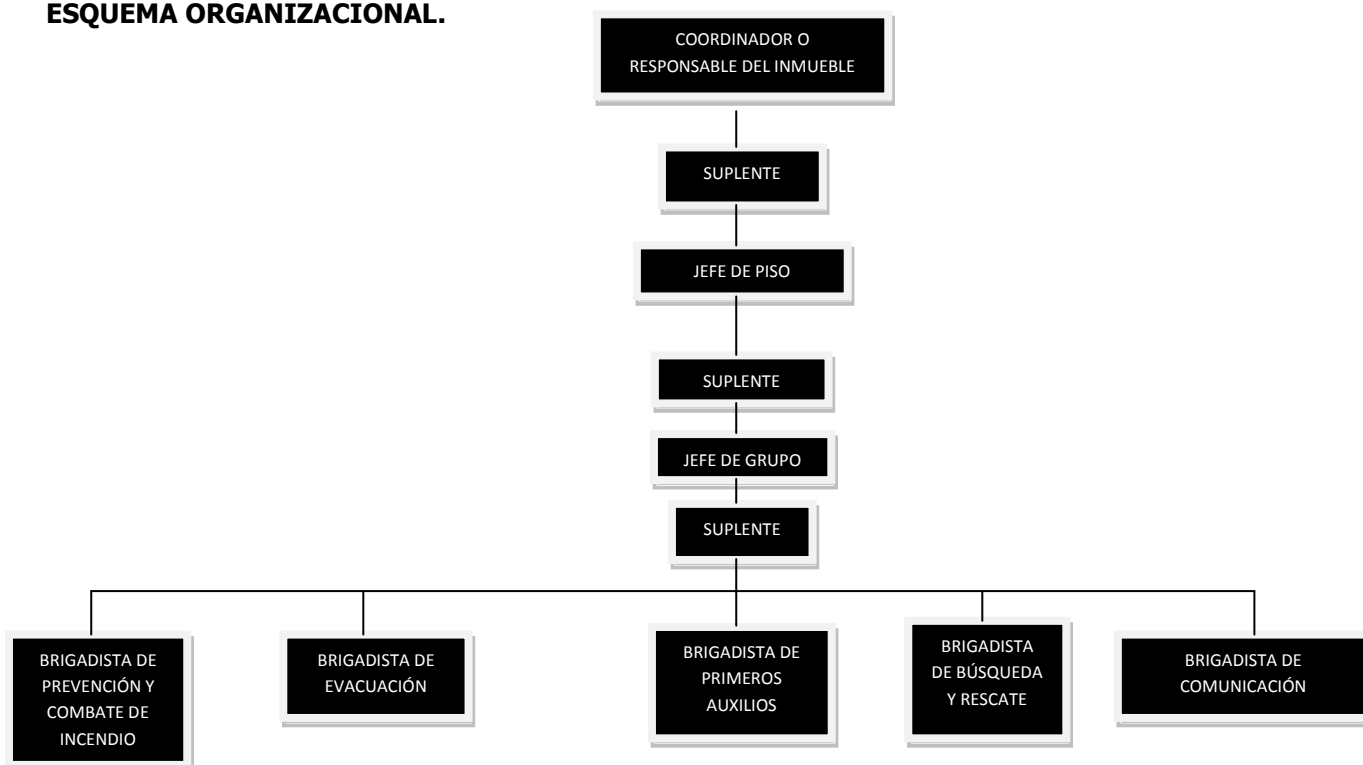 ESQUEMA ORGANIZACIONAL.
COORDINADOR O
RESPONSABLE DEL INMUEBLE
SUPLENTE
JEFE DE PISO
SUPLENTE
JEFE DE GRUPO
SUPLENTE
BRIGADISTA DE
PREVENCIÓN Y
COMBATE DE
INCENDIO
BRIGADISTA DE
EVACUACIÓN
BRIGADISTA DE
PRIMEROS
AUXILIOS
BRIGADISTA
DE BÚSQUEDA
Y RESCATE
BRIGADISTA DE
COMUNICACIÓN